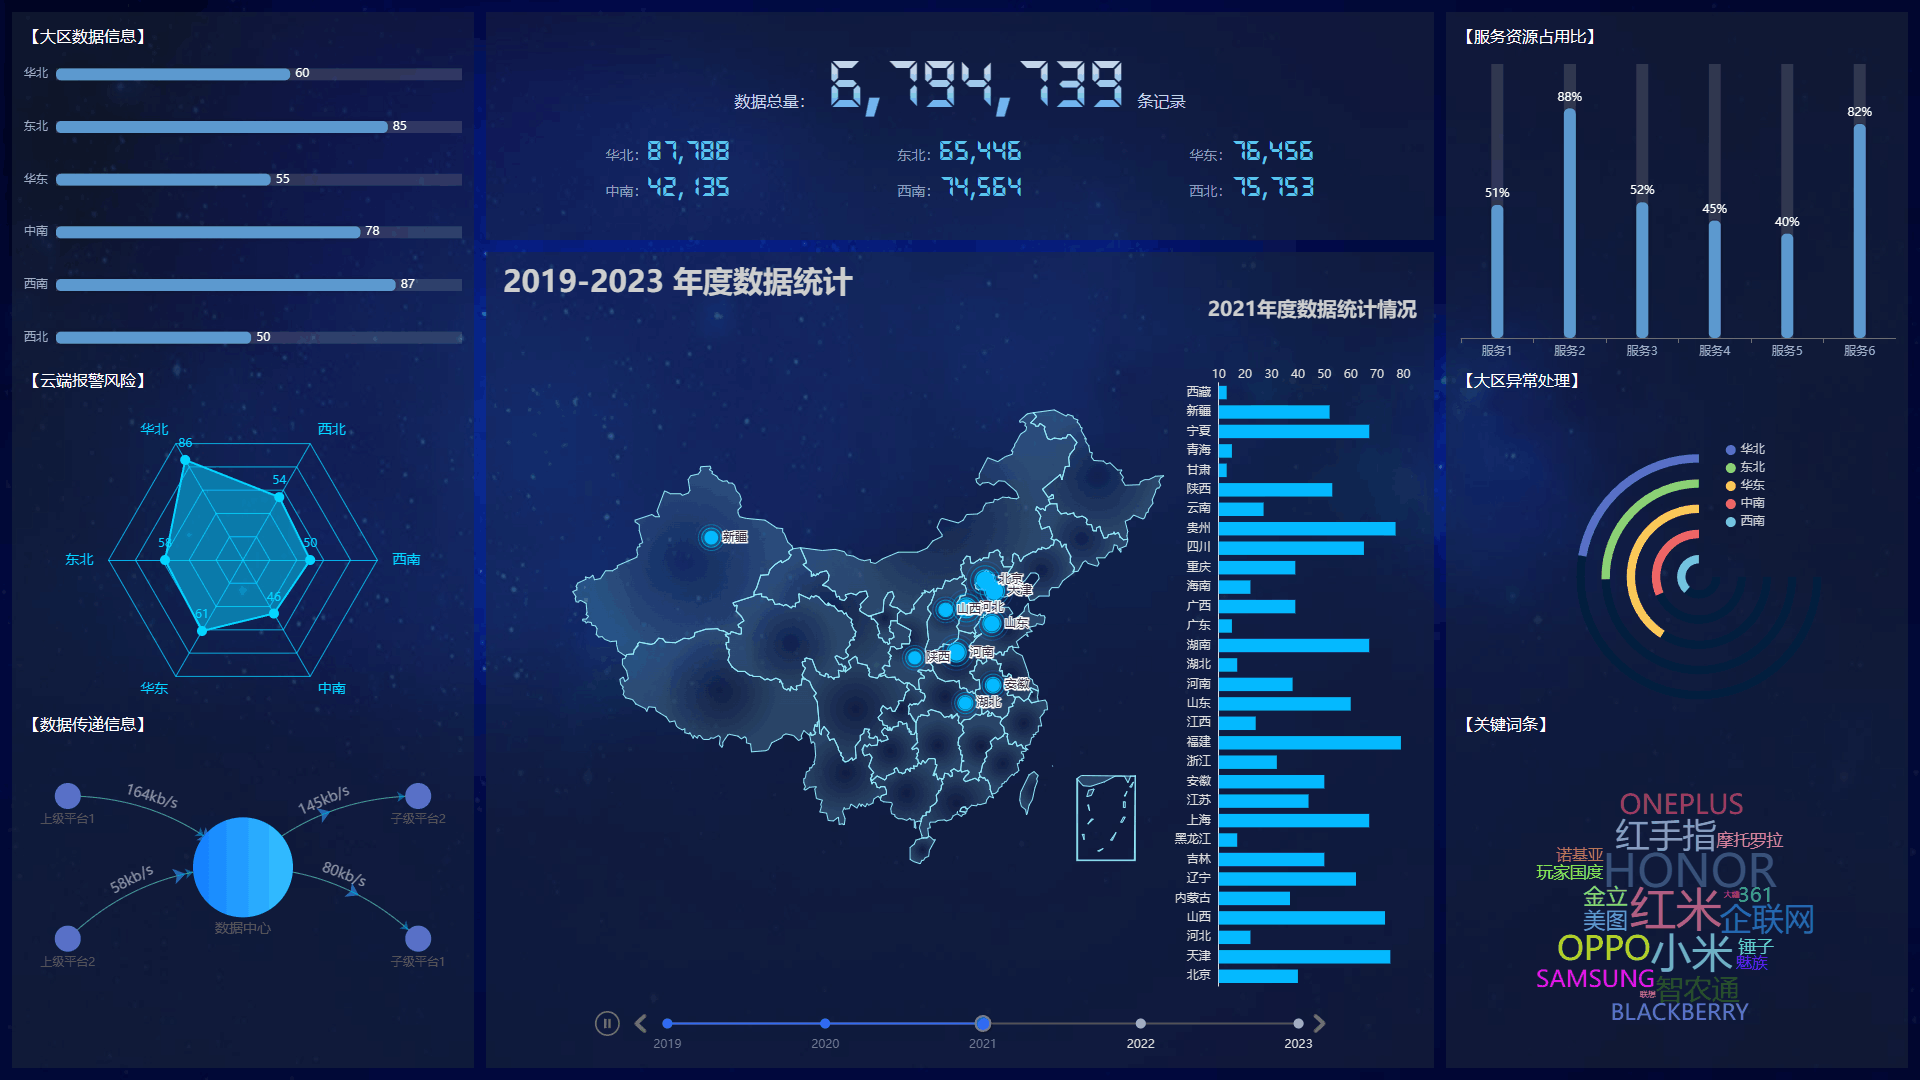 【大区数据信息】
华北 60
东北 85
华东 55
中南 78
西南 87
西北 50
【云端报警风险】
华北
西北
86
54
东北
58
50
西南
61
46
华东
中南
【数据传递信息】
164kb/s
145kb/s
上级平台1
子级平台2
58kb/s
80kb/s
数据中心
上级平台2
子级平台1
数据总量： 6,794,739 条记录
华北: 87,788
东北: 65,446
华东: 76,456
中南: 42,135
西南: 74,564
西北: 75,753
2019-2023 年度数据统计
2021年度数据统计情况
新疆
北京
天津
山西
河北
山东
陕西
河南
安徽
湖北
10 20 30 40 50 60 70 80
西藏
新疆
宁夏
青海
甘肃
陕西
云南
贵州
四川
重庆
海南
广西
广东
湖南
湖北
河南
山东
江西
福建
浙江
安徽
江苏
上海
黑龙江
吉林
辽宁
内蒙古
山西
河北
天津
北京
2019 2020 2021 2022 2023
【服务资源占用比】
51%
88%
52%
45%
40%
82%
服务1 服务2 服务3 服务4 服务5 服务6
【大区异常处理】
华北
东北
华东
中南
西南
【关键词条】
ONEPLUS
红手指
摩托罗拉
诺基亚
HONOR
玩家国度
金立
红米
361
美图
企联网
OPPO
小米
锤子
魅族
SAMSUNG
联想
智农通
BLACKBERRY